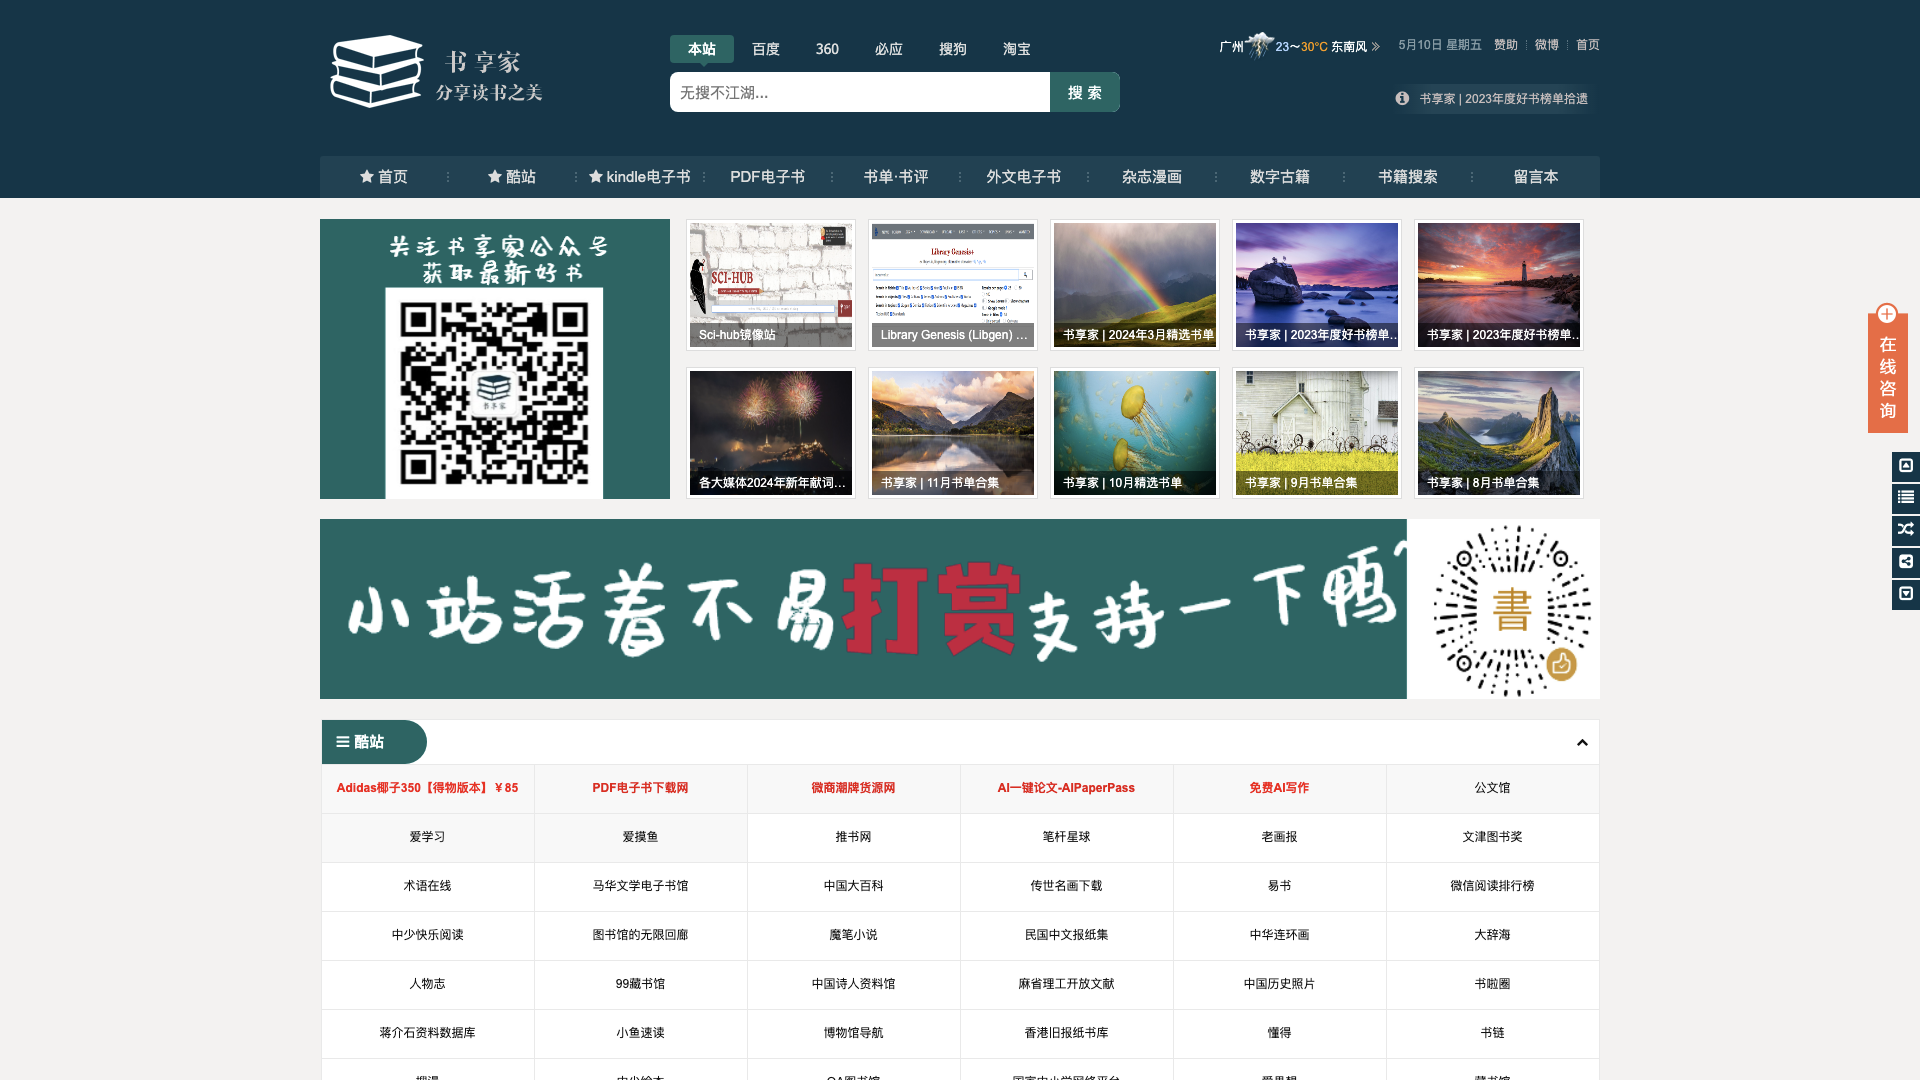 书享家
分享读书之美
本站 百度 360 必应 搜狗 淘宝
无搜不江湖...
搜 索
广州 23～30℃ 东南风
5月10日 星期五 赞助 微博 首页
书享家 | 2023年度好书榜单拾遗
首页 酷站 kindle电子书 PDF电子书 书单·书评 外文电子书 杂志漫画 数字古籍 书籍搜索 留言本
关注书享家公众号
获取最新好书
书享家
SCI-HUB
Sci-hub镜像站
Library Genesis+
Library Genesis (Libgen) ...
书享家 | 2024年3月精选书单
书享家 | 2023年度好书榜单...
书享家 | 2023年度好书榜单...
各大媒体2024年新年献词...
书享家 | 11月书单合集
书享家 | 10月精选书单
书享家 | 9月书单合集
书享家 | 8月书单合集
在线咨询
小站活着不易打赏支持一下鸭~
書
酷站
Adidas椰子350【得物版本】￥85 PDF电子书下载网 微商潮牌货源网 AI一键论文-AIPaperPass 免费AI写作 公文馆
爱学习 爱摸鱼 推书网 笔杆星球 老画报 文津图书奖
术语在线 马华文学电子书馆 中国大百科 传世名画下载 易书 微信阅读排行榜
中少快乐阅读 图书馆的无限回廊 魔笔小说 民国中文报纸集 中华连环画 大辞海
人物志 99藏书馆 中国诗人资料馆 麻省理工开放文献 中国历史照片 书啦圈
蒋介石资料数据库 小鱼速读 博物馆导航 香港旧报纸书库 懂得 书链